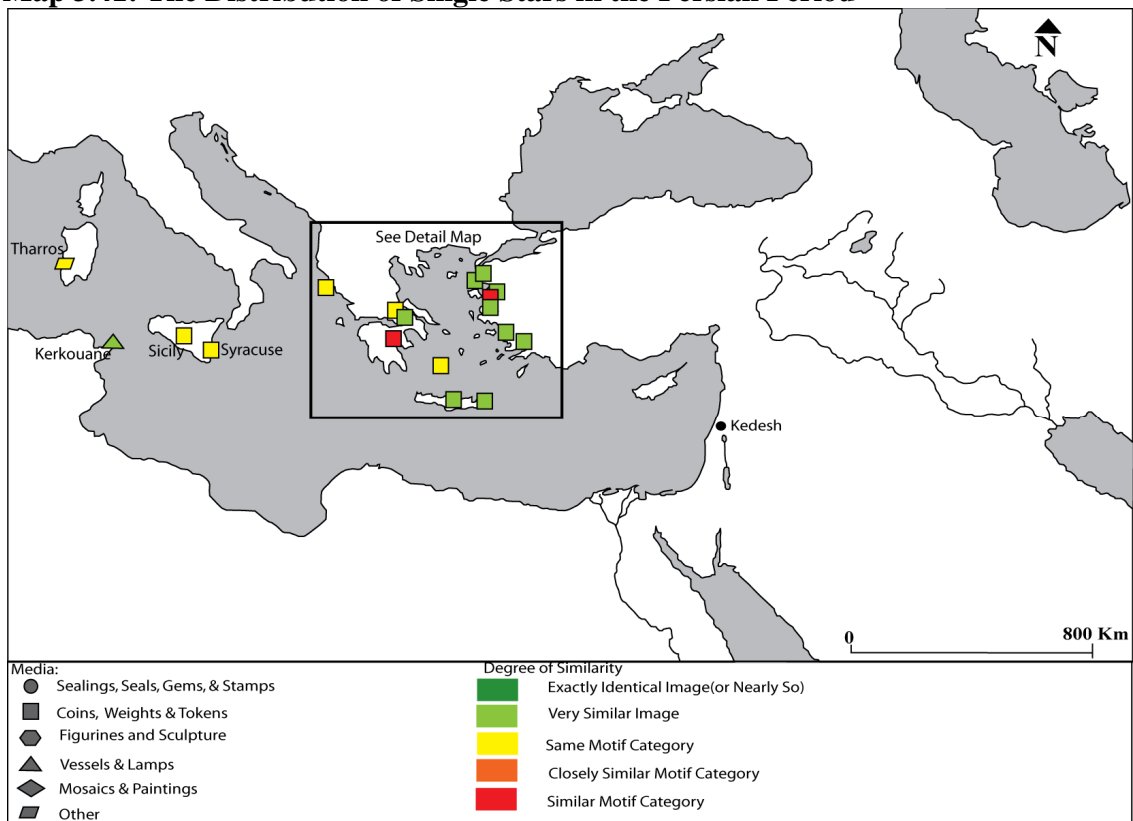 Map 5.41: The Distribution of Single Stars in the Persian Period
N
See Detail Map
Tharros
Kerkouane
Sicily
Syracuse
Kedesh
0
800 Km
Media:
Sealings, Seals, Gems, & Stamps
Coins, Weights & Tokens
Figurines and Sculpture
Vessels & Lamps
Mosaics & Paintings
Other
Degree of Similarity
Exactly Identical Image(or Nearly So)
Very Similar Image
Same Motif Category
Closely Similar Motif Category
Similar Motif Category